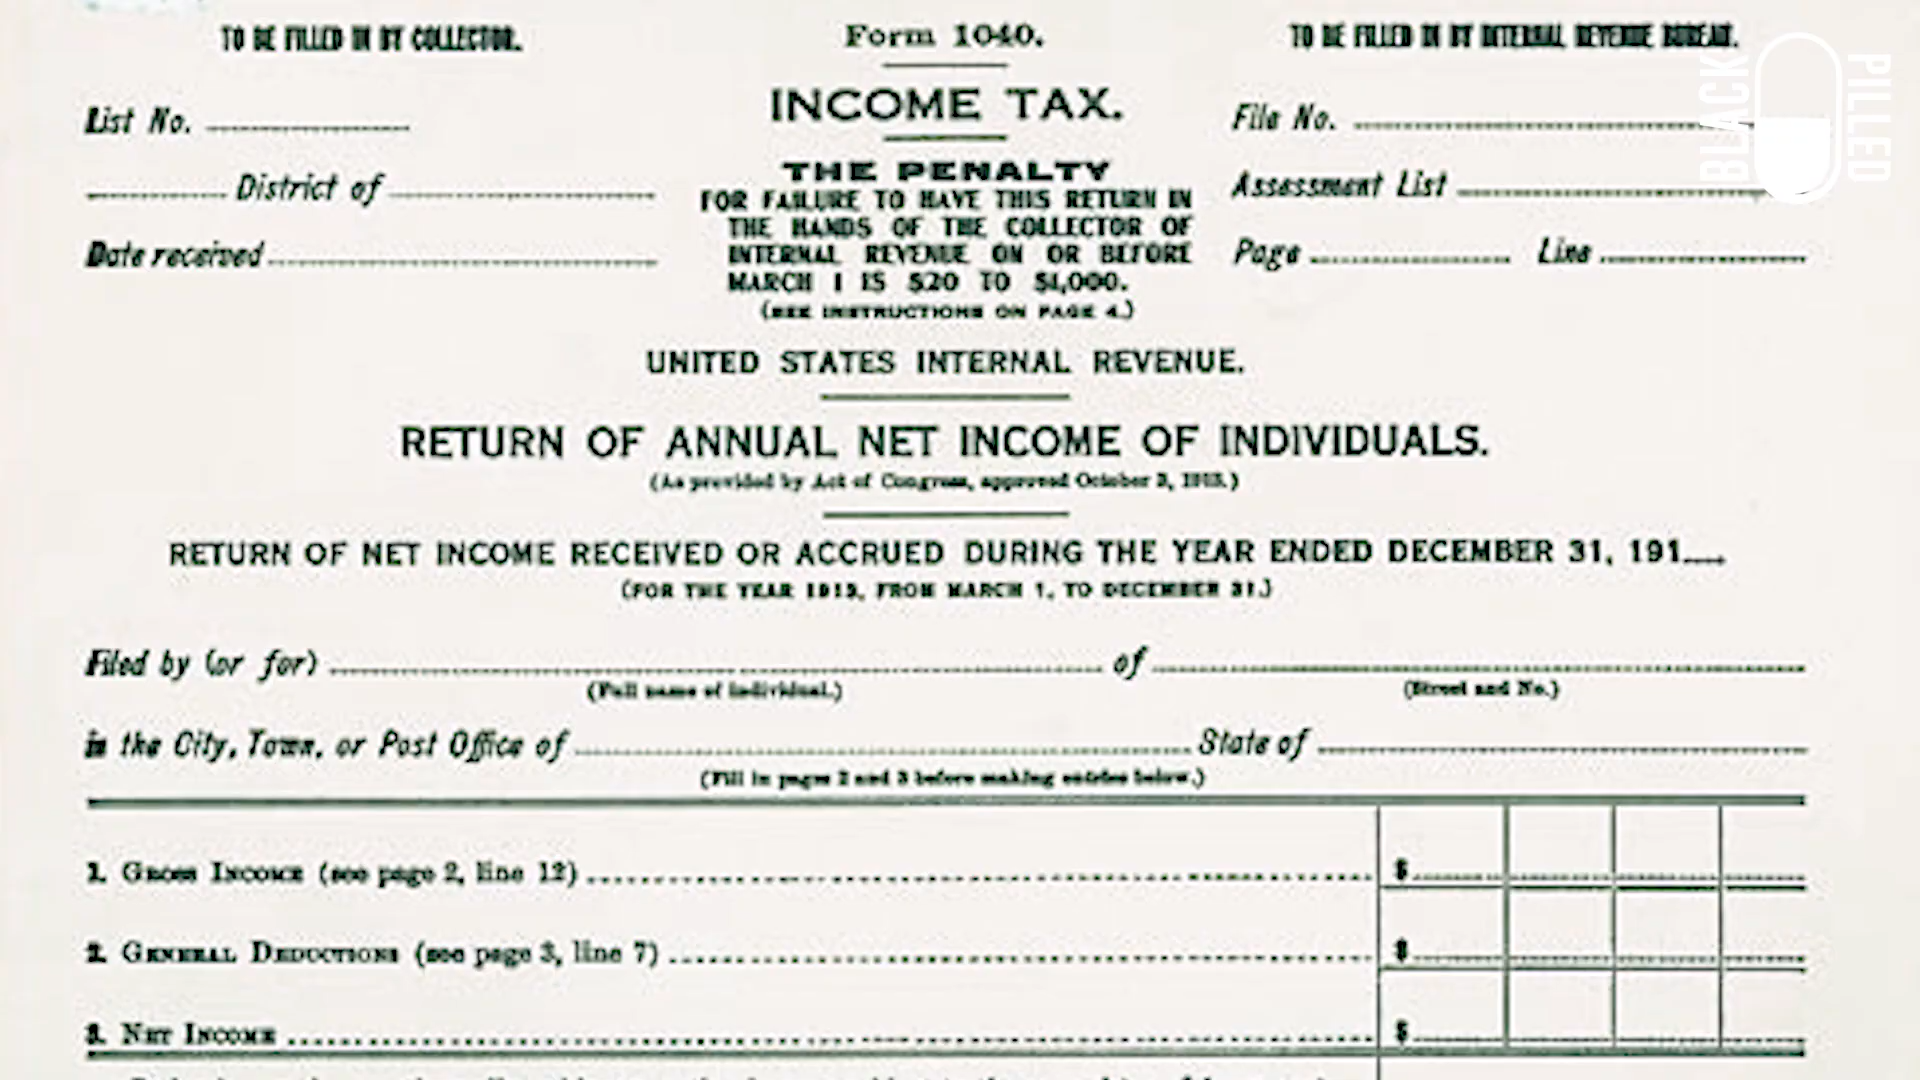 TO BE FILLED IN BY COLLECTOR.
List No.
District of
Date received
Form 1040.
INCOME TAX.
THE PENALTY
FOR FAILURE TO HAVE THIS RETURN IN
THE HANDS OF THE COLLECTOR OF
INTERNAL REVENUE ON OR BEFORE
MARCH 1 IS $20 TO $1,000.
(SEE INSTRUCTIONS ON PAGE 4.)
TO BE FILLED IN BY INTERNAL REVENUE BUREAU.
File No.
Assessment List
Page Line
BLACK PILLED
UNITED STATES INTERNAL REVENUE.
RETURN OF ANNUAL NET INCOME OF INDIVIDUALS.
(As provided by Act of Congress, approved October 3, 1913.)
RETURN OF NET INCOME RECEIVED OR ACCRUED DURING THE YEAR ENDED DECEMBER 31, 191
(FOR THE YEAR 1913, FROM MARCH 1, TO DECEMBER 31.)
Filed by (or for) of
(Full name of individual.) (Street and No.)
in the City, Town, or Post Office of State of
(Fill in pages 2 and 3 before making entries below.)
1. GROSS INCOME (see page 2, line 12) $
2. GENERAL DEDUCTIONS (see page 3, line 7) $
3. NET INCOME $